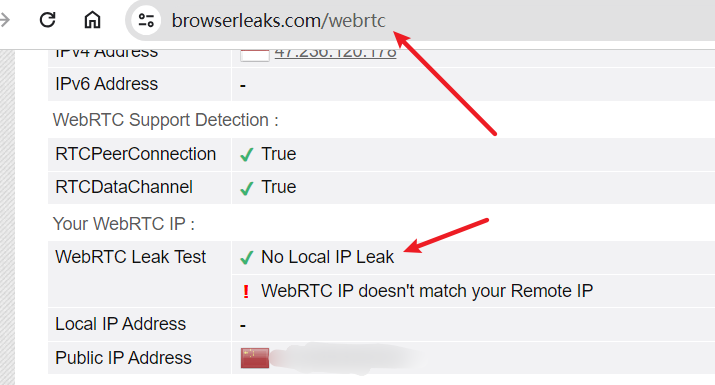 browserleaks.com/webrtc
IPv4 Address 47.236.120.178
IPv6 Address -
WebRTC Support Detection :
RTCPeerConnection ✔ True
RTCDataChannel ✔ True
Your WebRTC IP :
WebRTC Leak Test ✔ No Local IP Leak
! WebRTC IP doesn't match your Remote IP
Local IP Address -
Public IP Address